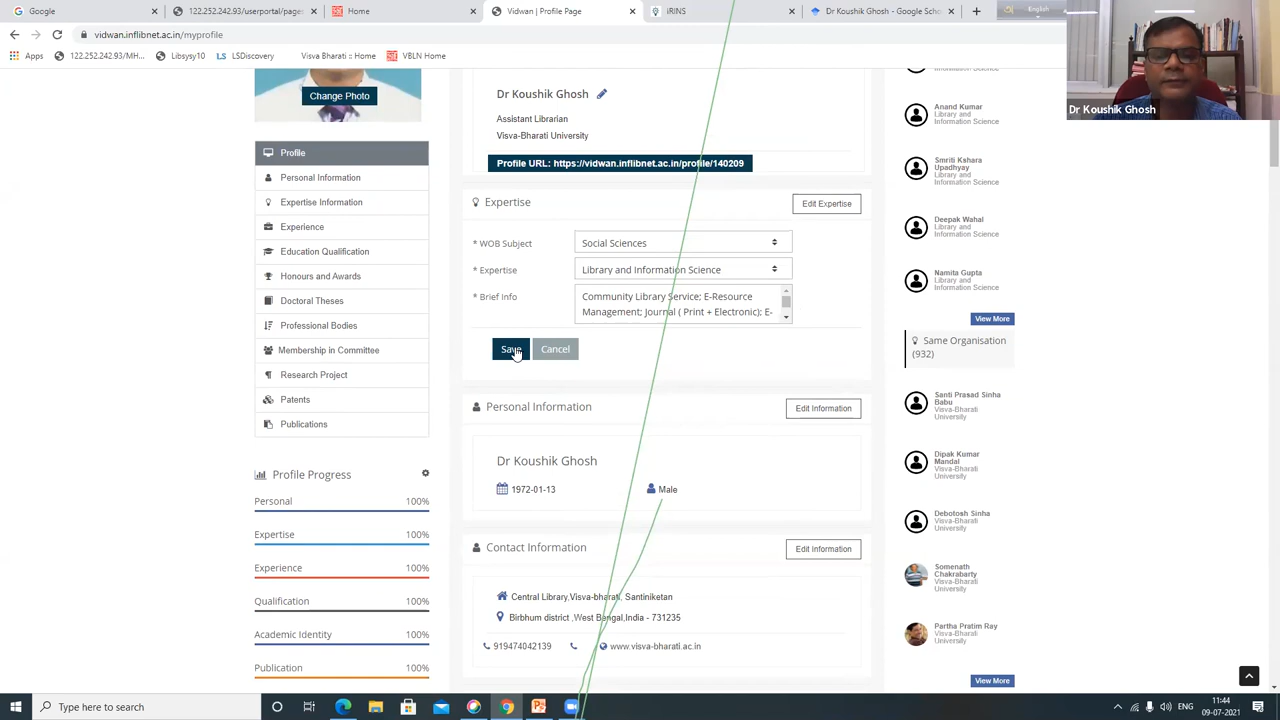 Google
122.252.242.93/MHRDprofile/fac
View Profile Page
iRINS
Dr Koushik Ghosh - Google Schol
English
vidwan.inflibnet.ac.in/myprofile
Apps
122.252.242.93/MH...
Libsys10
LSDiscovery
Visva Bharati :: Home
VBLN Home
Dr Koushik Ghosh
Change Photo
Profile
Personal Information
Expertise Information
Experience
Education Qualification
Honours and Awards
Doctoral Theses
Professional Bodies
Membership in Committee
Research Project
Patents
Publications
Profile Progress
Personal 100%
Expertise 100%
Experience 100%
Qualification 100%
Academic Identity 100%
Publication 100%
Dr Koushik Ghosh
Assistant Librarian
Visva-Bharati University
Profile URL: https://vidwan.inflibnet.ac.in/profile/140209
Expertise
Edit Expertise
* WOB Subject
Social Sciences
* Expertise
Library and Information Science
* Brief Info
Community Library Service; E-Resource
Management; Journal ( Print + Electronic); E-
Save
Cancel
Personal Information
Edit Information
Dr Koushik Ghosh
1972-01-13
Male
Contact Information
Edit Information
Central Library,Visva-bharati, Santiniketan
Birbhum district ,West Bengal,India - 731235
919474042139
www.visva-bharati.ac.in
Information Science
Anand Kumar
Library and
Information Science
Smriti Kshara
Upadhyay
Library and
Information Science
Deepak Wahal
Library and
Information Science
Namita Gupta
Library and
Information Science
View More
Same Organisation
(932)
Santi Prasad Sinha
Babu
Visva-Bharati
University
Dipak Kumar
Mandal
Visva-Bharati
University
Debotosh Sinha
Visva-Bharati
University
Somenath
Chakrabarty
Visva-Bharati
University
Partha Pratim Ray
Visva-Bharati
University
View More
Type here to search
ENG
11:44
09-07-2021